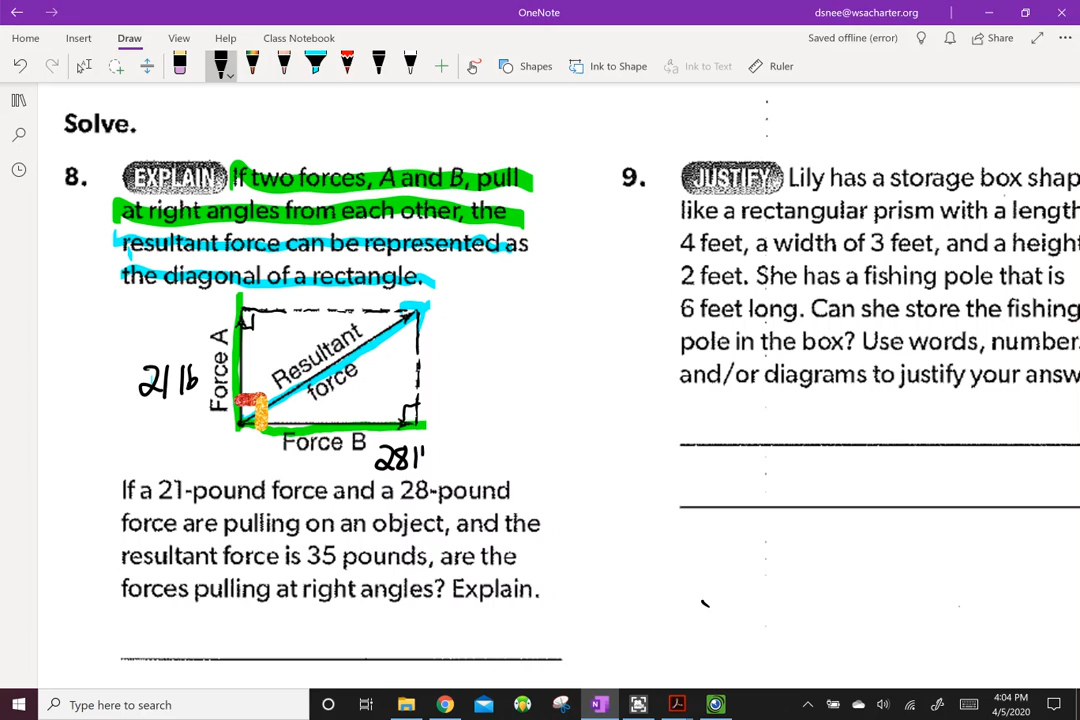 OneNote
dsnee@wsacharter.org
Home Insert Draw View Help Class Notebook
Saved offline (error) Share
Shapes Ink to Shape Ink to Text Ruler
Solve.
8. EXPLAIN If two forces, A and B, pull
at right angles from each other, the
resultant force can be represented as
the diagonal of a rectangle.
Force A
Resultant
force
21 lb
Force B
28
If a 21-pound force and a 28-pound
force are pulling on an object, and the
resultant force is 35 pounds, are the
forces pulling at right angles? Explain.
9. JUSTIFY Lily has a storage box shap
like a rectangular prism with a length
4 feet, a width of 3 feet, and a height
2 feet. She has a fishing pole that is
6 feet long. Can she store the fishing
pole in the box? Use words, number
and/or diagrams to justify your answ
Type here to search
4:04 PM
4/5/2020